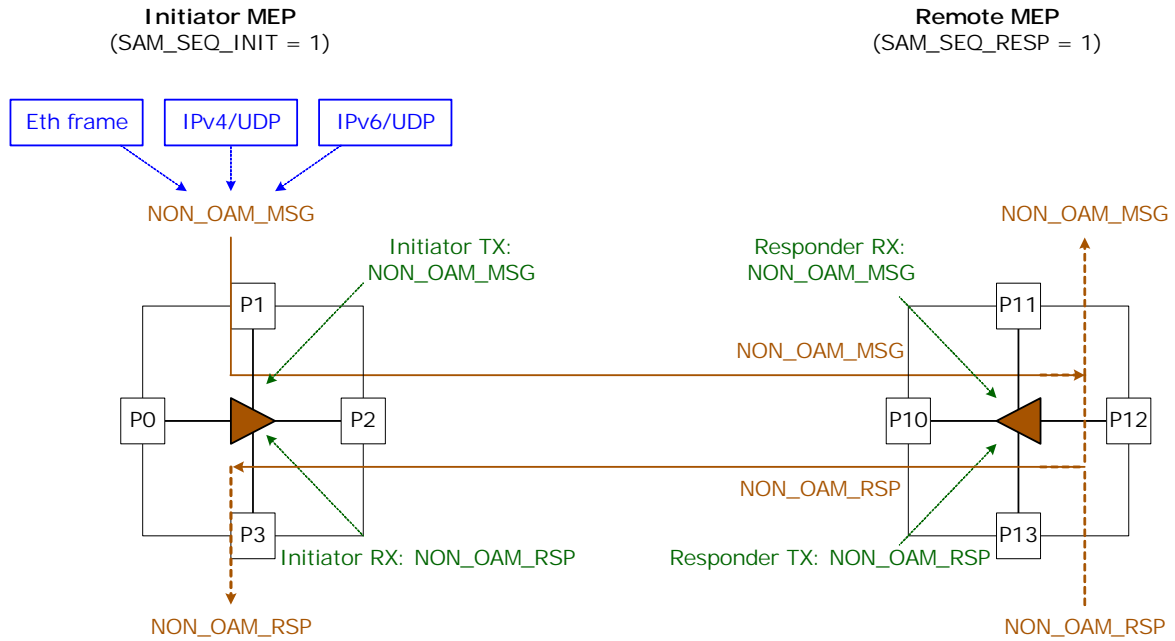 Initiator MEP
(SAM_SEQ_INIT = 1)
Remote MEP
(SAM_SEQ_RESP = 1)
Eth frame
IPv4/UDP
IPv6/UDP
NON_OAM_MSG
NON_OAM_MSG
Initiator TX:
NON_OAM_MSG
Responder RX:
NON_OAM_MSG
P1
P11
NON_OAM_MSG
P0
P2
P10
P12
NON_OAM_RSP
P3
P13
Initiator RX: NON_OAM_RSP
Responder TX: NON_OAM_RSP
NON_OAM_RSP
NON_OAM_RSP